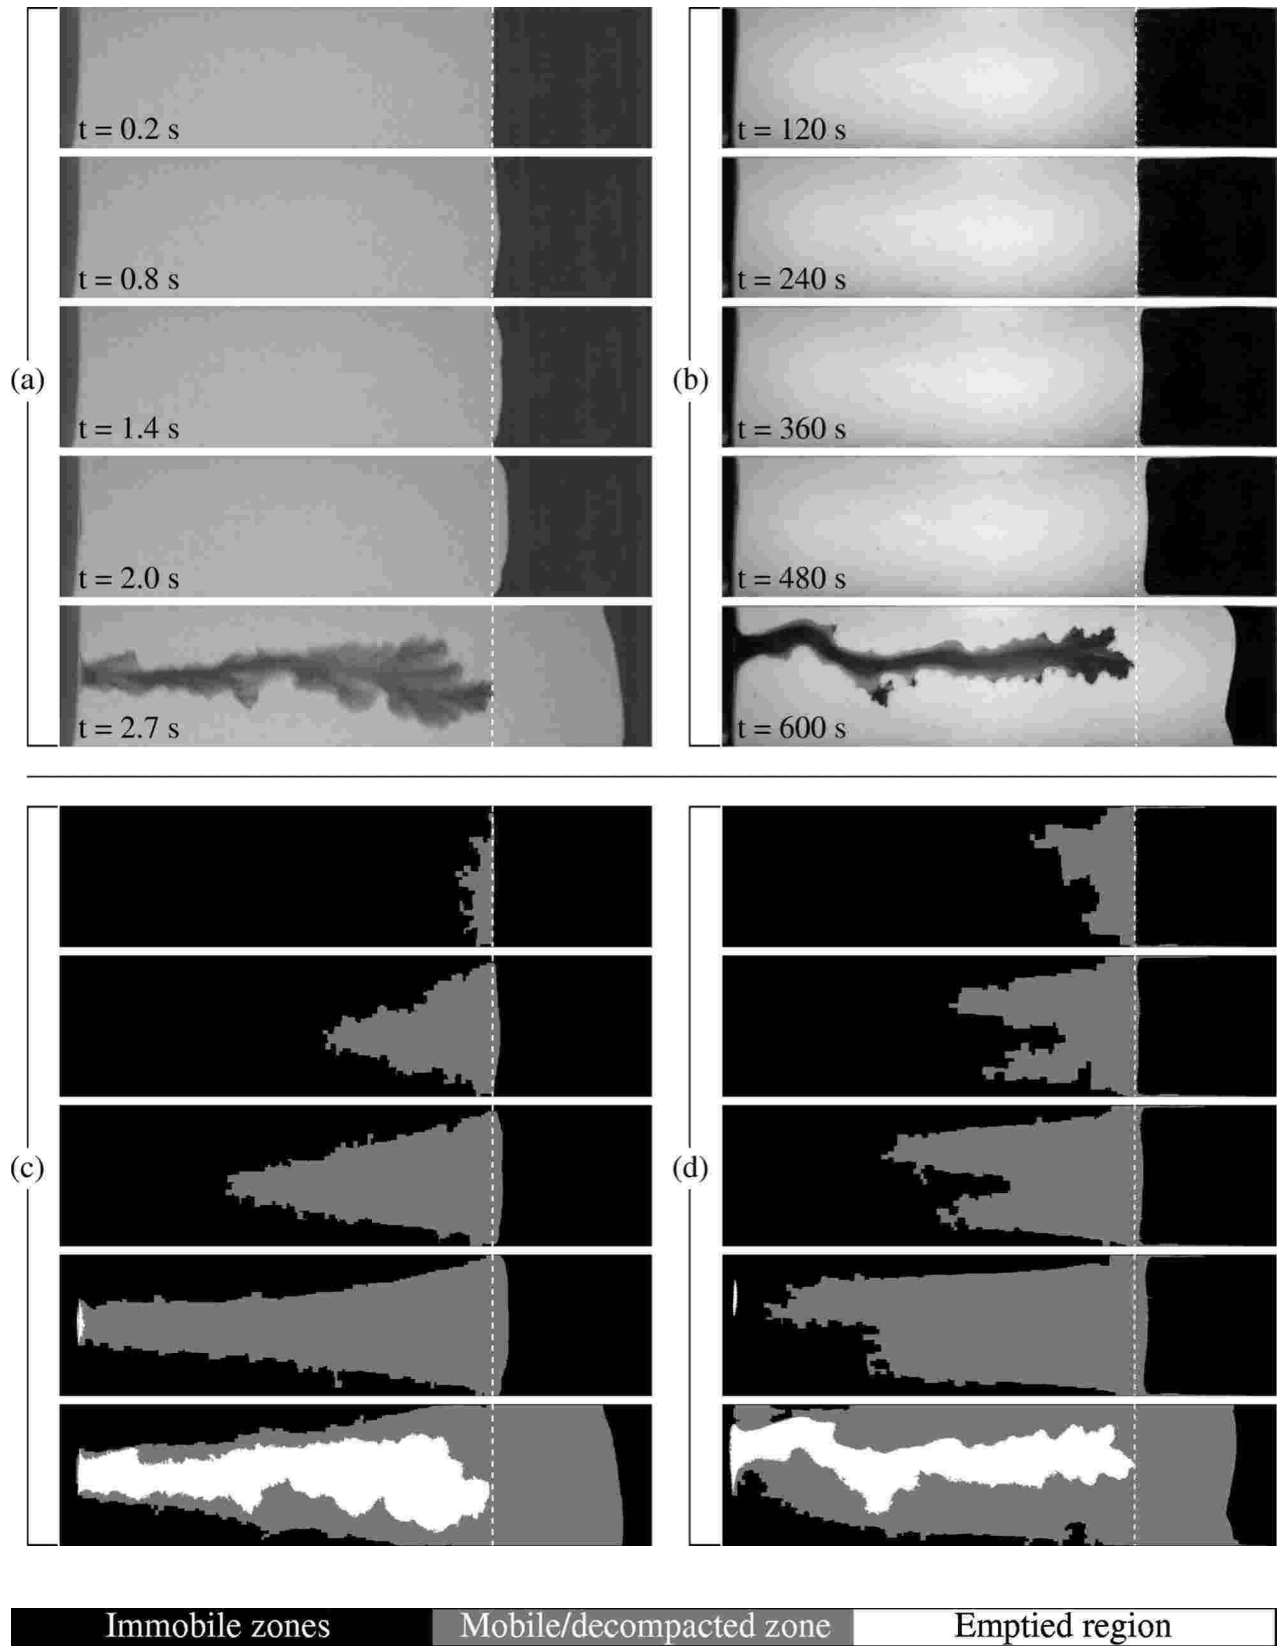 t = 0.2 s
t = 0.8 s
t = 1.4 s
t = 2.0 s
t = 2.7 s
(a)
t = 120 s
t = 240 s
t = 360 s
t = 480 s
t = 600 s
(b)
(c)
(d)
Immobile zones
Mobile/decompacted zone
Emptied region